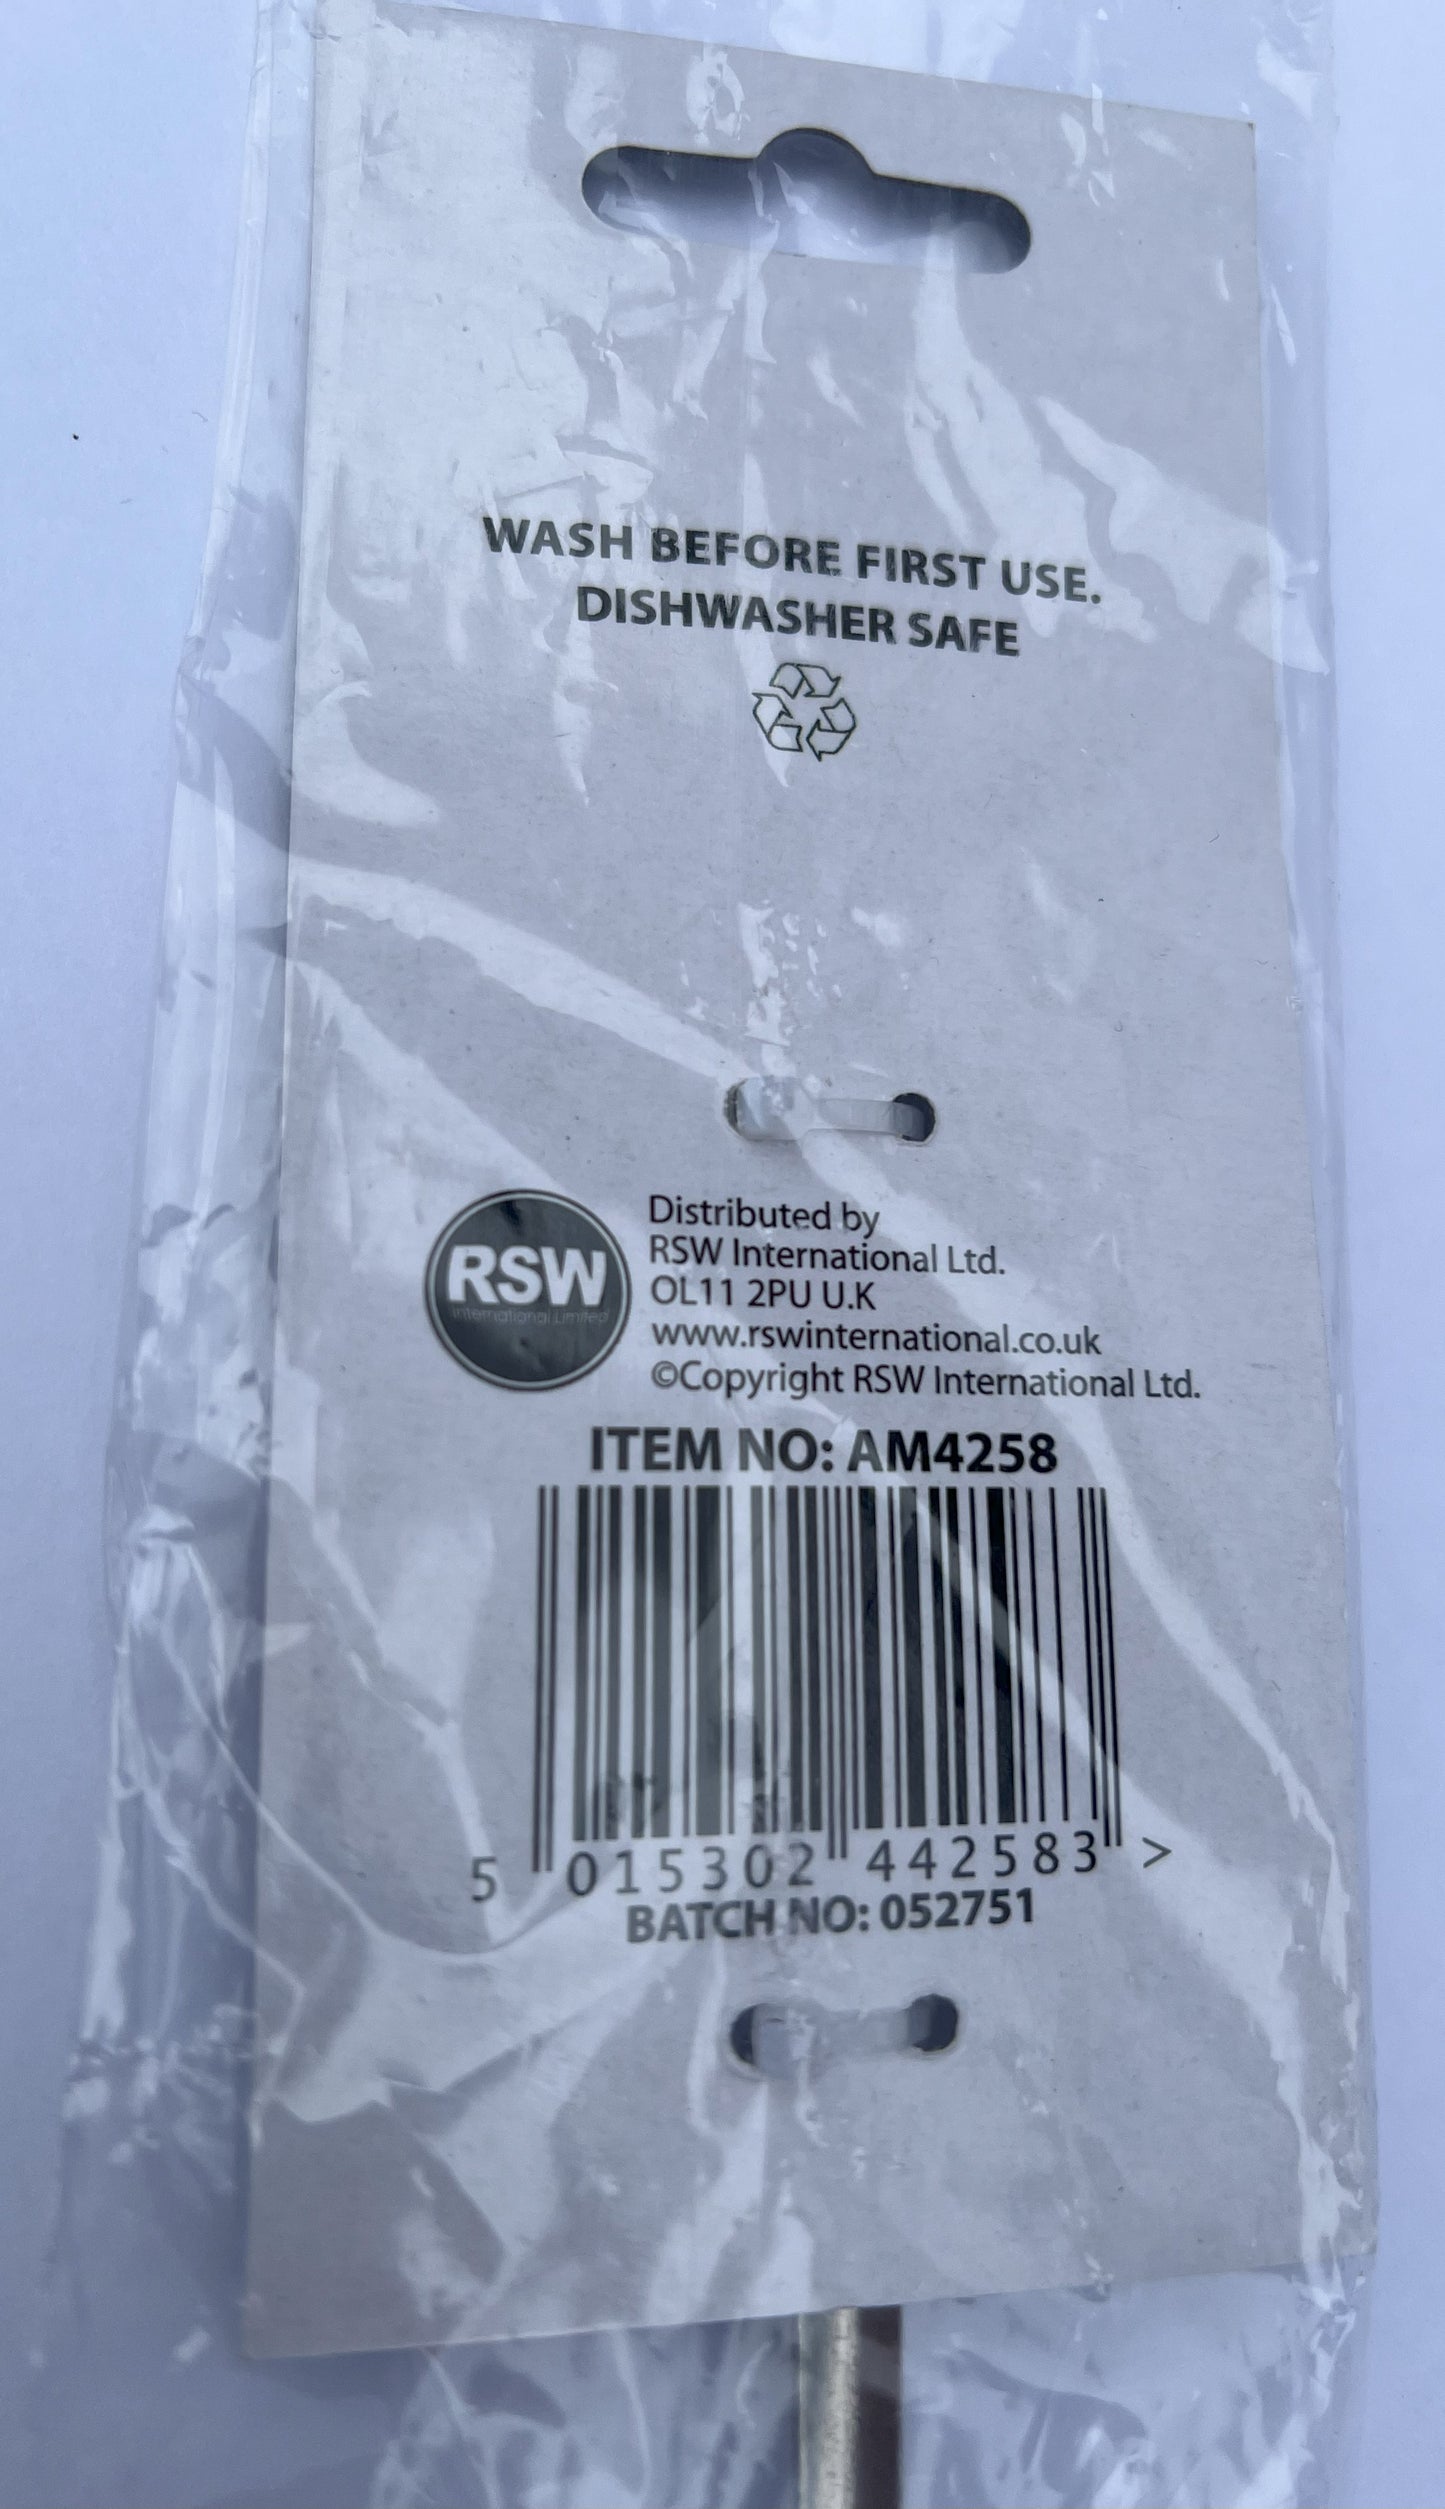 WASH BEFORE FIRST USE.
DISHWASHER SAFE
RSW
International Limited
Distributed by
RSW International Ltd.
OL11 2PU U.K
www.rswinternational.co.uk
©Copyright RSW International Ltd.
ITEM NO: AM4258
5 015302 442583 >
BATCH NO: 052751